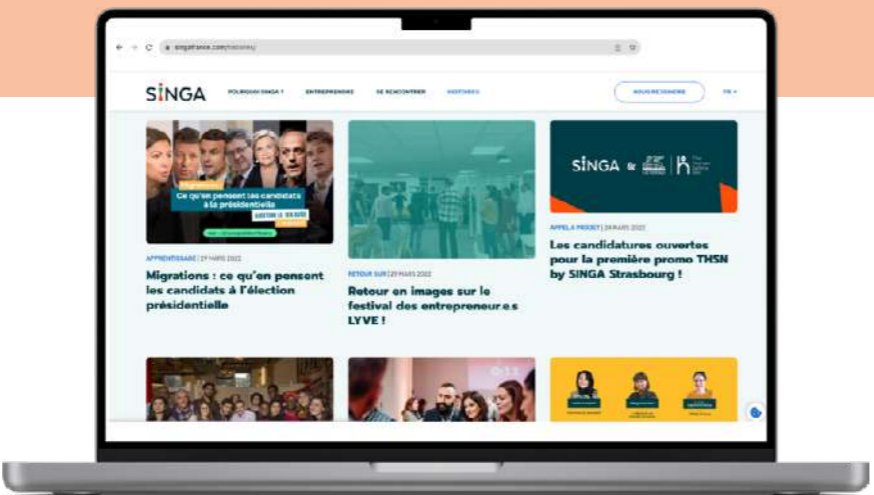 singafrance.com/histoires/
SINGA
POURQUOI SINGA ?
ENTREPRENDRE
SE RENCONTRER
HISTOIRES
NOUS REJOINDRE
FR
Migrations :
Ce qu'en pensent les candidats
à la présidentielle
SINGA &
APPRENTISSAGE | 29 MARS 2022
Migrations : ce qu'en pensent
les candidats à l'élection
présidentielle
RETOUR SUR | 29 MARS 2022
Retour en images sur le
festival des entrepreneur.e.s
LYVE !
APPEL À PROJET | 24 MARS 2022
Les candidatures ouvertes
pour la première promo THSN
by SINGA Strasbourg !